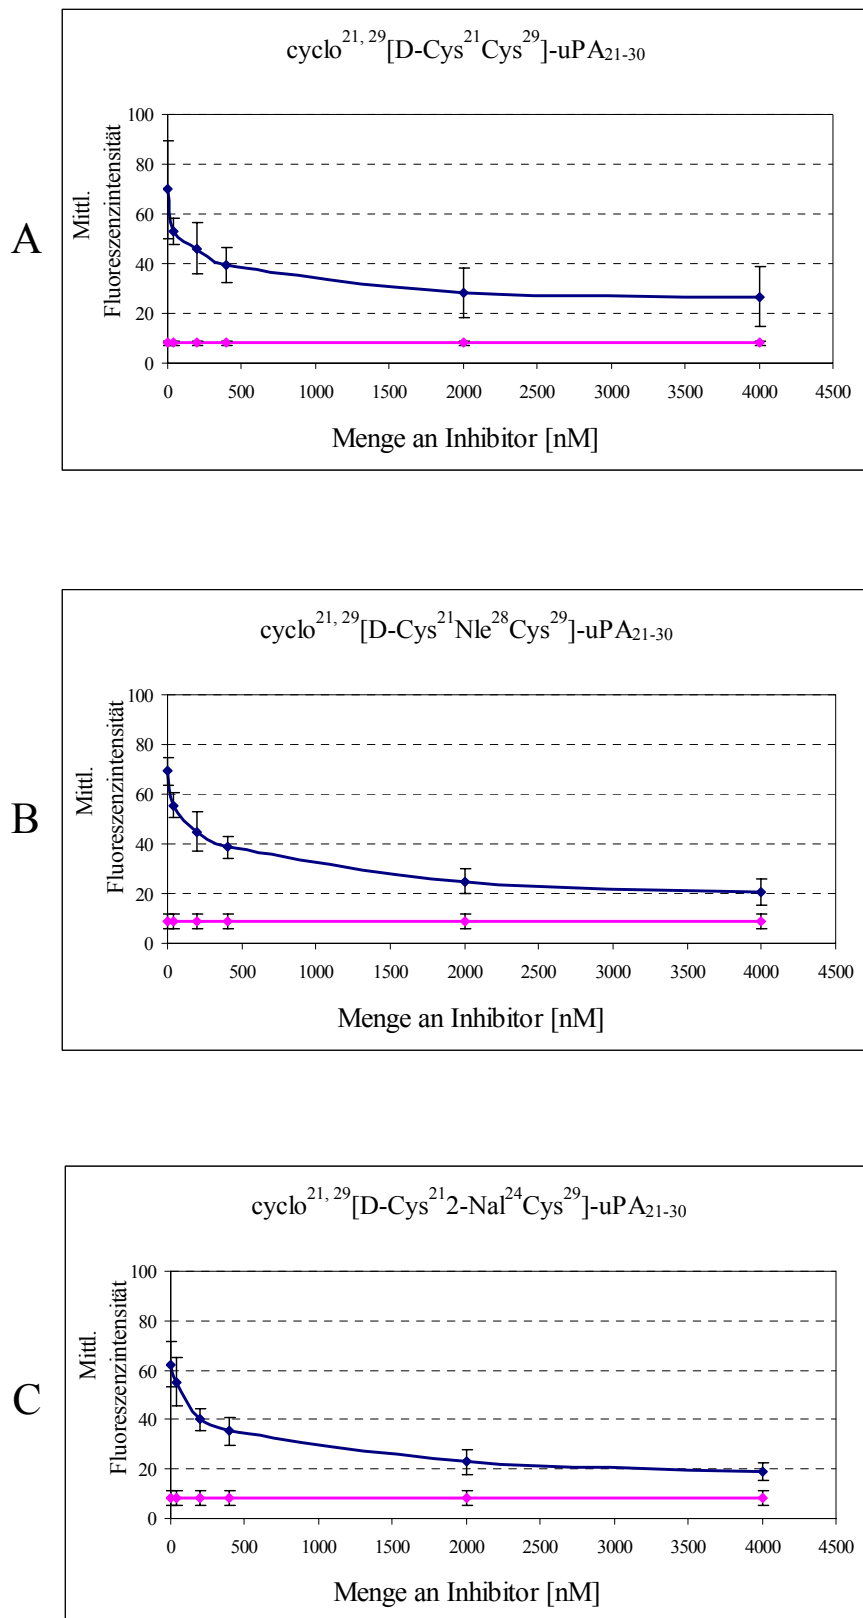 A
cyclo21, 29[D-Cys21Cys29]-uPA21-30
Mittl.
Fluoreszenzintensität
100
80
60
40
20
0
0 500 1000 1500 2000 2500 3000 3500 4000 4500
Menge an Inhibitor [nM]
B
cyclo21, 29[D-Cys21Nle28Cys29]-uPA21-30
Mittl.
Fluoreszenzintensität
100
80
60
40
20
0
0 500 1000 1500 2000 2500 3000 3500 4000 4500
Menge an Inhibitor [nM]
C
cyclo21, 29[D-Cys212-Nal24Cys29]-uPA21-30
Mittl.
Fluoreszenzintensität
100
80
60
40
20
0
0 500 1000 1500 2000 2500 3000 3500 4000 4500
Menge an Inhibitor [nM]